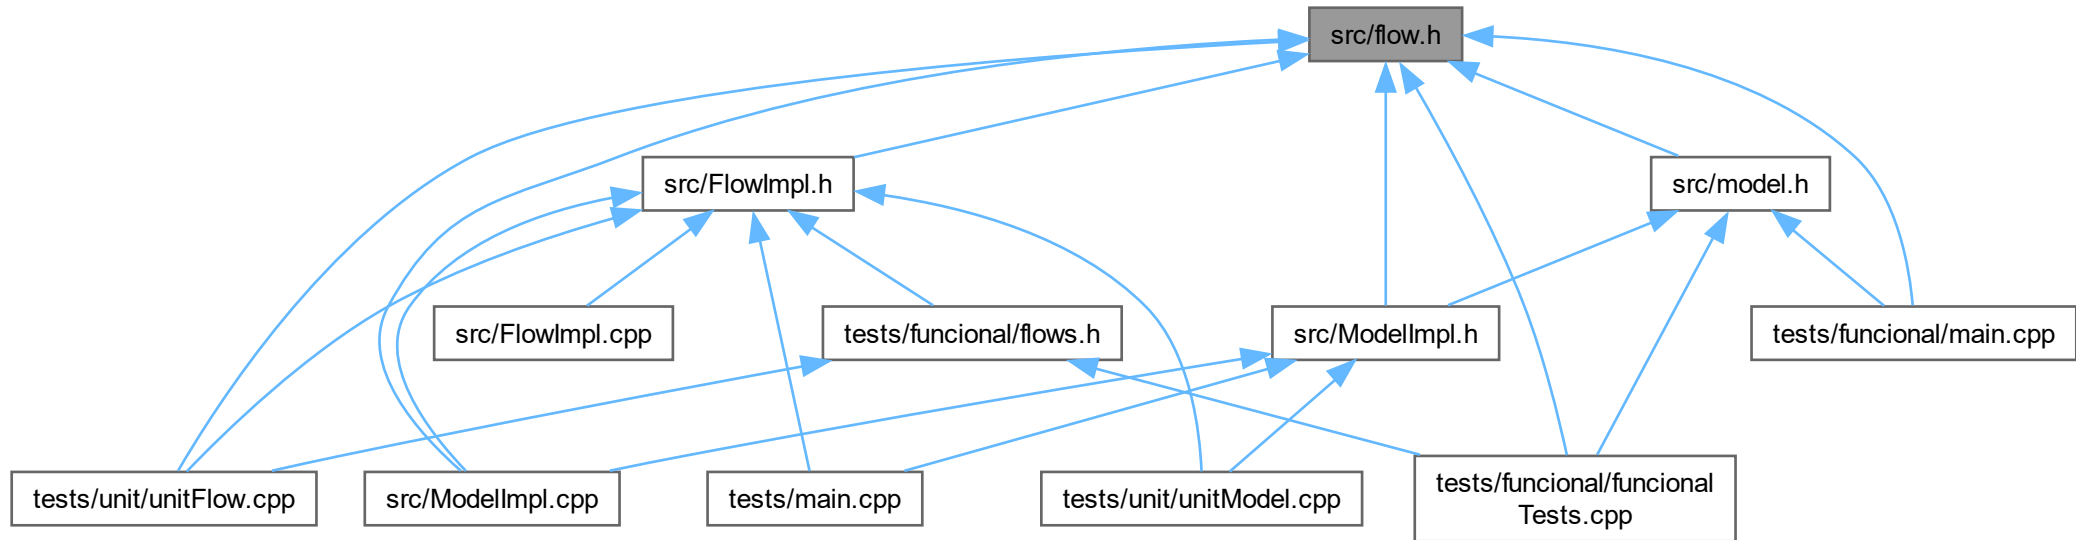 src/flow.h
src/FlowImpl.h
src/model.h
src/FlowImpl.cpp
tests/funcional/flows.h
src/ModelImpl.h
tests/funcional/main.cpp
tests/unit/unitFlow.cpp
src/ModelImpl.cpp
tests/main.cpp
tests/unit/unitModel.cpp
tests/funcional/funcional
Tests.cpp